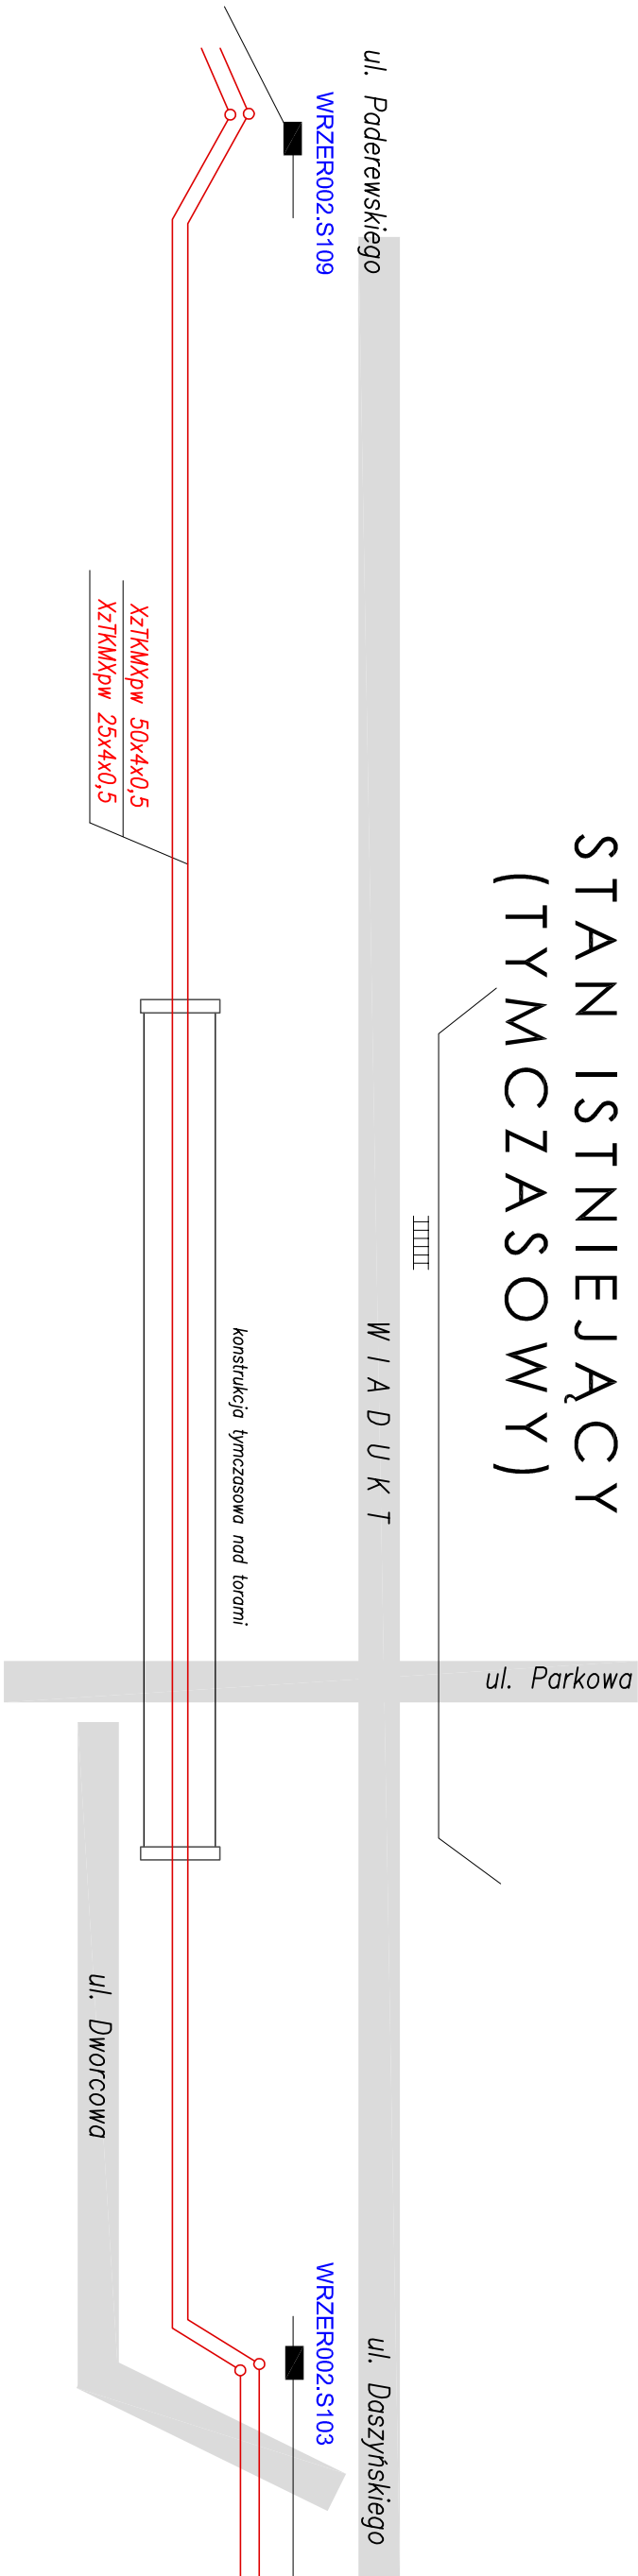 STAN ISTNIEJĄCY
(TYMCZASOWY)
ul. Paderewskiego
WRZER002.S109
XzTKMXpw 50x4x0,5
XzTKMXpw 25x4x0,5
WIADUKT
konstrukcja tymczasowa nad torami
ul. Parkowa
ul. Dworcowa
WRZER002.S103
ul. Daszyńskiego